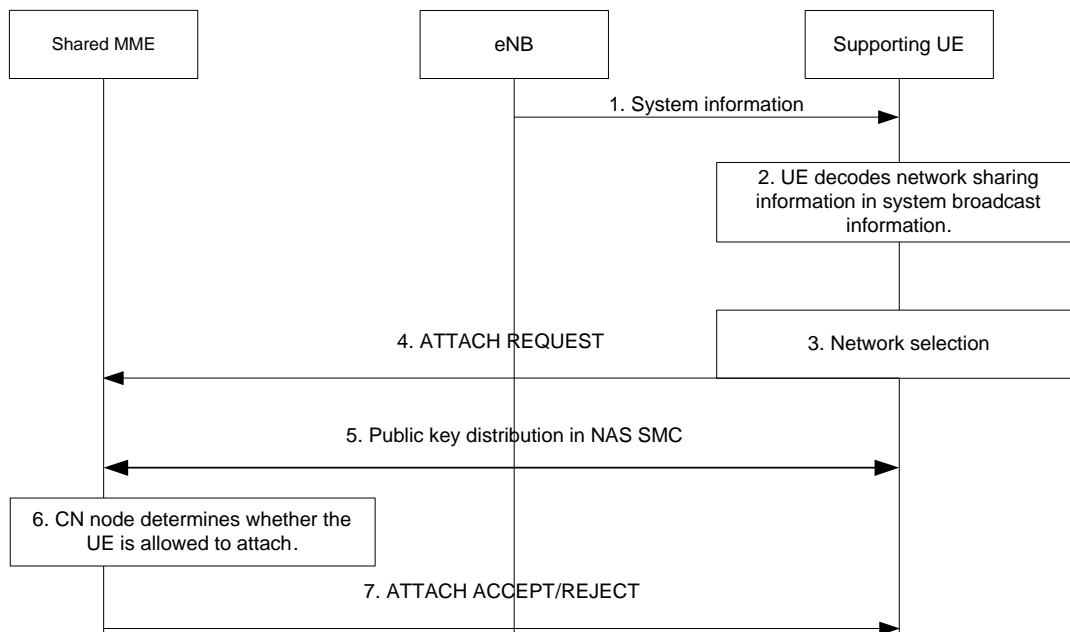 Shared MME
eNB
Supporting UE
1. System information
2. UE decodes network sharing
information in system broadcast
information.
3. Network selection
4. ATTACH REQUEST
5. Public key distribution in NAS SMC
6. CN node determines whether the
UE is allowed to attach.
7. ATTACH ACCEPT/REJECT